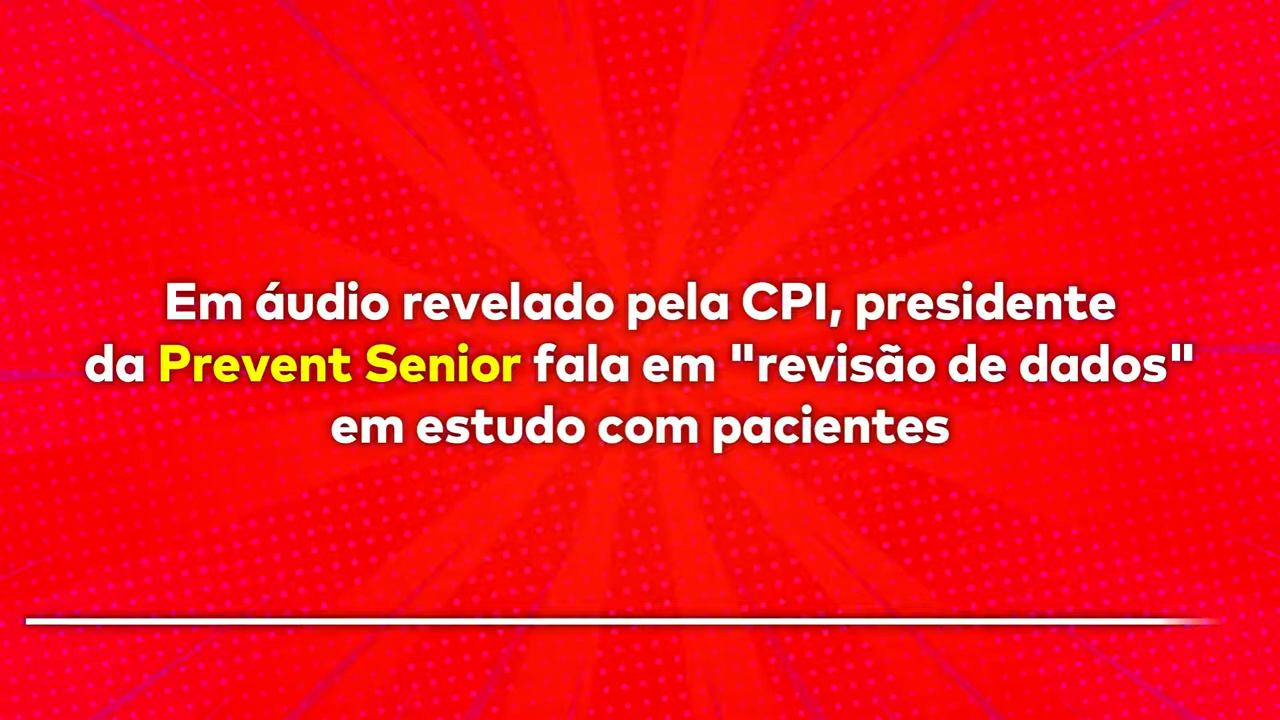 Em áudio revelado pela CPI, presidente
da Prevent Senior fala em "revisão de dados"
em estudo com pacientes